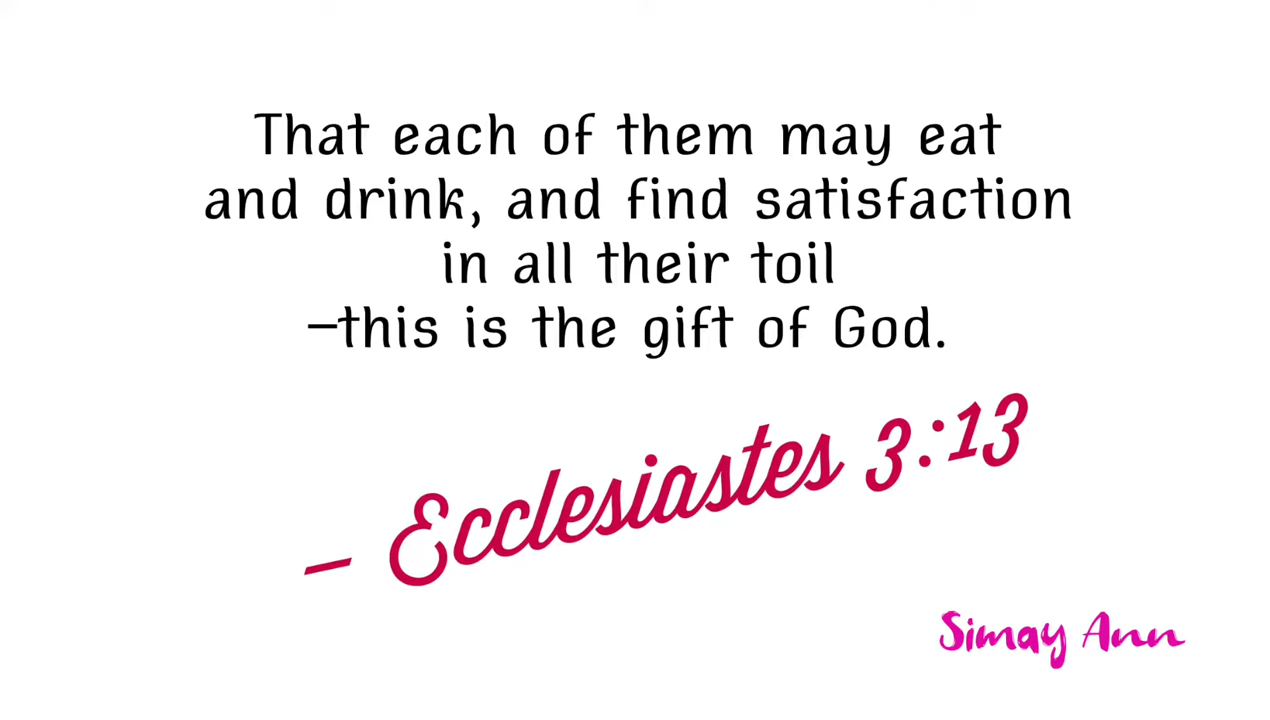 That each of them may eat
and drink, and find satisfaction
in all their toil
—this is the gift of God.
– Ecclesiastes 3:13
Simay Ann